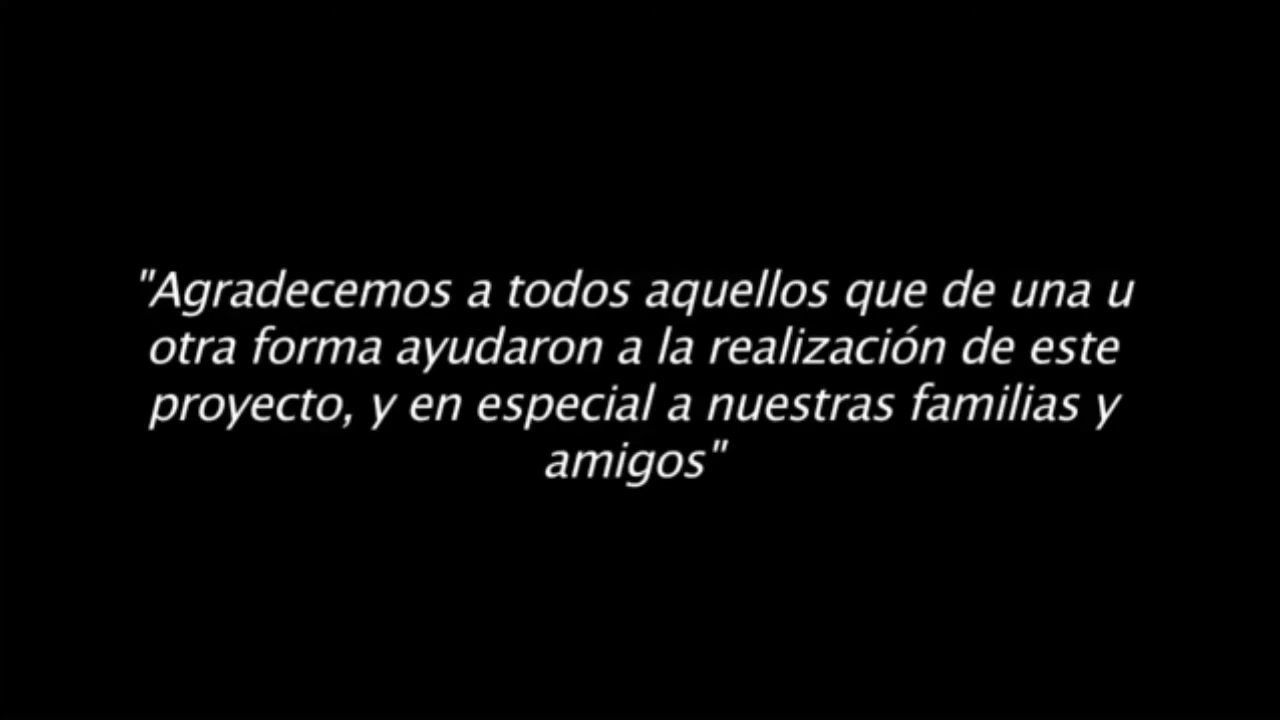 "Agradecemos a todos aquellos que de una u
otra forma ayudaron a la realización de este
proyecto, y en especial a nuestras familias y
amigos"